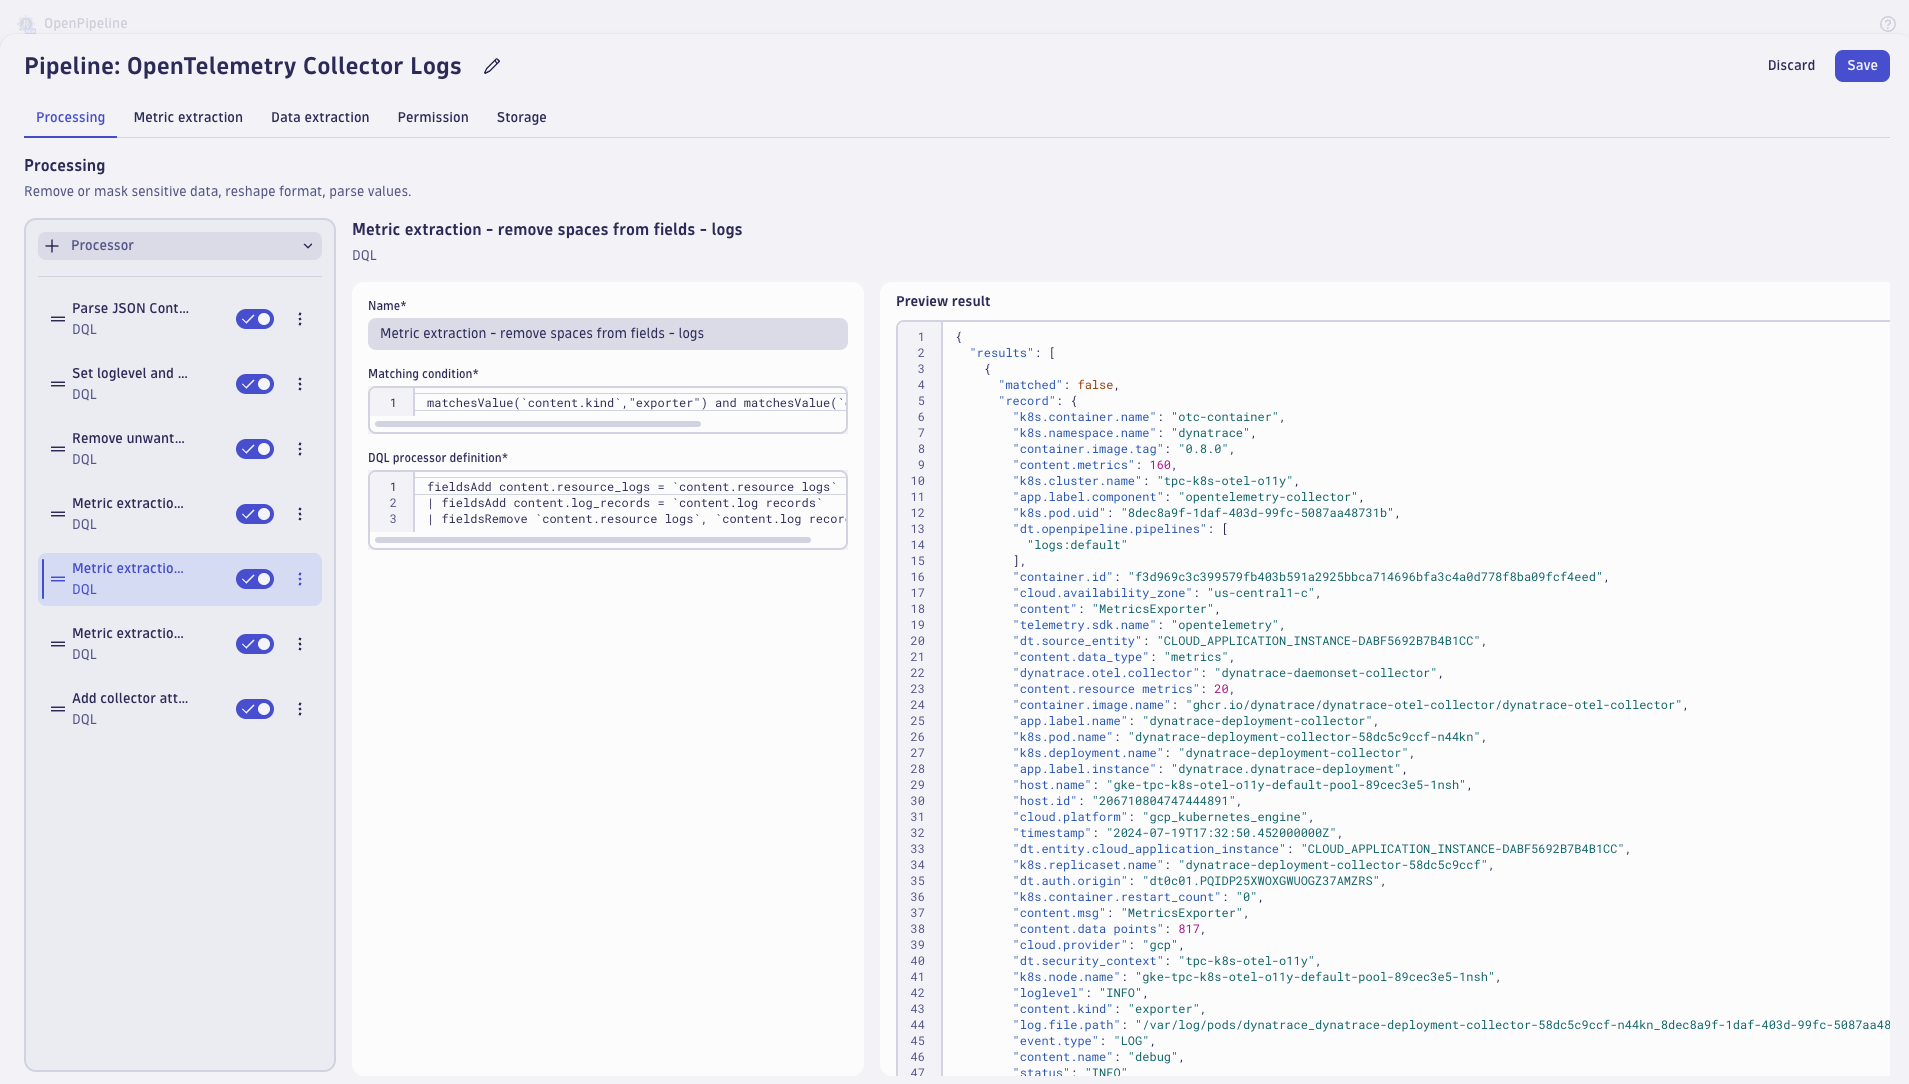 OpenPipeline
Pipeline: OpenTelemetry Collector Logs
Discard
Save
Processing
Metric extraction
Data extraction
Permission
Storage
Processing
Remove or mask sensitive data, reshape format, parse values.
Processor
Parse JSON Cont...
DQL
Set loglevel and ...
DQL
Remove unwant...
DQL
Metric extractio...
DQL
Metric extractio...
DQL
Metric extractio...
DQL
Add collector att...
DQL
Metric extraction - remove spaces from fields - logs
DQL
Name*
Metric extraction - remove spaces from fields - logs
Matching condition*
1 matchesValue(`content.kind`,"exporter") and matchesValue(`
DQL processor definition*
1 fieldsAdd content.resource_logs = `content.resource logs`
2 | fieldsAdd content.log_records = `content.log records`
3 | fieldsRemove `content.resource logs`, `content.log recor
Preview result
1 {
2 "results": [
3 {
4 "matched": false,
5 "record": {
6 "k8s.container.name": "otc-container",
7 "k8s.namespace.name": "dynatrace",
8 "container.image.tag": "0.8.0",
9 "content.metrics": 160,
10 "k8s.cluster.name": "tpc-k8s-otel-o11y",
11 "app.label.component": "opentelemetry-collector",
12 "k8s.pod.uid": "8dec8a9f-1daf-403d-99fc-5087aa48731b",
13 "dt.openpipeline.pipelines": [
14 "logs:default"
15 ],
16 "container.id": "f3d969c3c399579fb403b591a2925bbca714696bfa3c4a0d778f8ba09fcf4eed",
17 "cloud.availability_zone": "us-central1-c",
18 "content": "MetricsExporter",
19 "telemetry.sdk.name": "opentelemetry",
20 "dt.source_entity": "CLOUD_APPLICATION_INSTANCE-DABF5692B7B4B1CC",
21 "content.data_type": "metrics",
22 "dynatrace.otel.collector": "dynatrace-daemonset-collector",
23 "content.resource metrics": 20,
24 "container.image.name": "ghcr.io/dynatrace/dynatrace-otel-collector/dynatrace-otel-collector",
25 "app.label.name": "dynatrace-deployment-collector",
26 "k8s.pod.name": "dynatrace-deployment-collector-58dc5c9ccf-n44kn",
27 "k8s.deployment.name": "dynatrace-deployment-collector",
28 "app.label.instance": "dynatrace.dynatrace-deployment",
29 "host.name": "gke-tpc-k8s-otel-o11y-default-pool-89cec3e5-1nsh",
30 "host.id": "206710804747444891",
31 "cloud.platform": "gcp_kubernetes_engine",
32 "timestamp": "2024-07-19T17:32:50.452000000Z",
33 "dt.entity.cloud_application_instance": "CLOUD_APPLICATION_INSTANCE-DABF5692B7B4B1CC",
34 "k8s.replicaset.name": "dynatrace-deployment-collector-58dc5c9ccf",
35 "dt.auth.origin": "dt0c01.PQIDP25XWOXGWUOGZ37AMZRS",
36 "k8s.container.restart_count": "0",
37 "content.msg": "MetricsExporter",
38 "content.data points": 817,
39 "cloud.provider": "gcp",
40 "dt.security_context": "tpc-k8s-otel-o11y",
41 "k8s.node.name": "gke-tpc-k8s-otel-o11y-default-pool-89cec3e5-1nsh",
42 "loglevel": "INFO",
43 "content.kind": "exporter",
44 "log.file.path": "/var/log/pods/dynatrace_dynatrace-deployment-collector-58dc5c9ccf-n44kn_8dec8a9f-1daf-403d-99fc-5087aa48
45 "event.type": "LOG",
46 "content.name": "debug",
47 "status": "INFO"